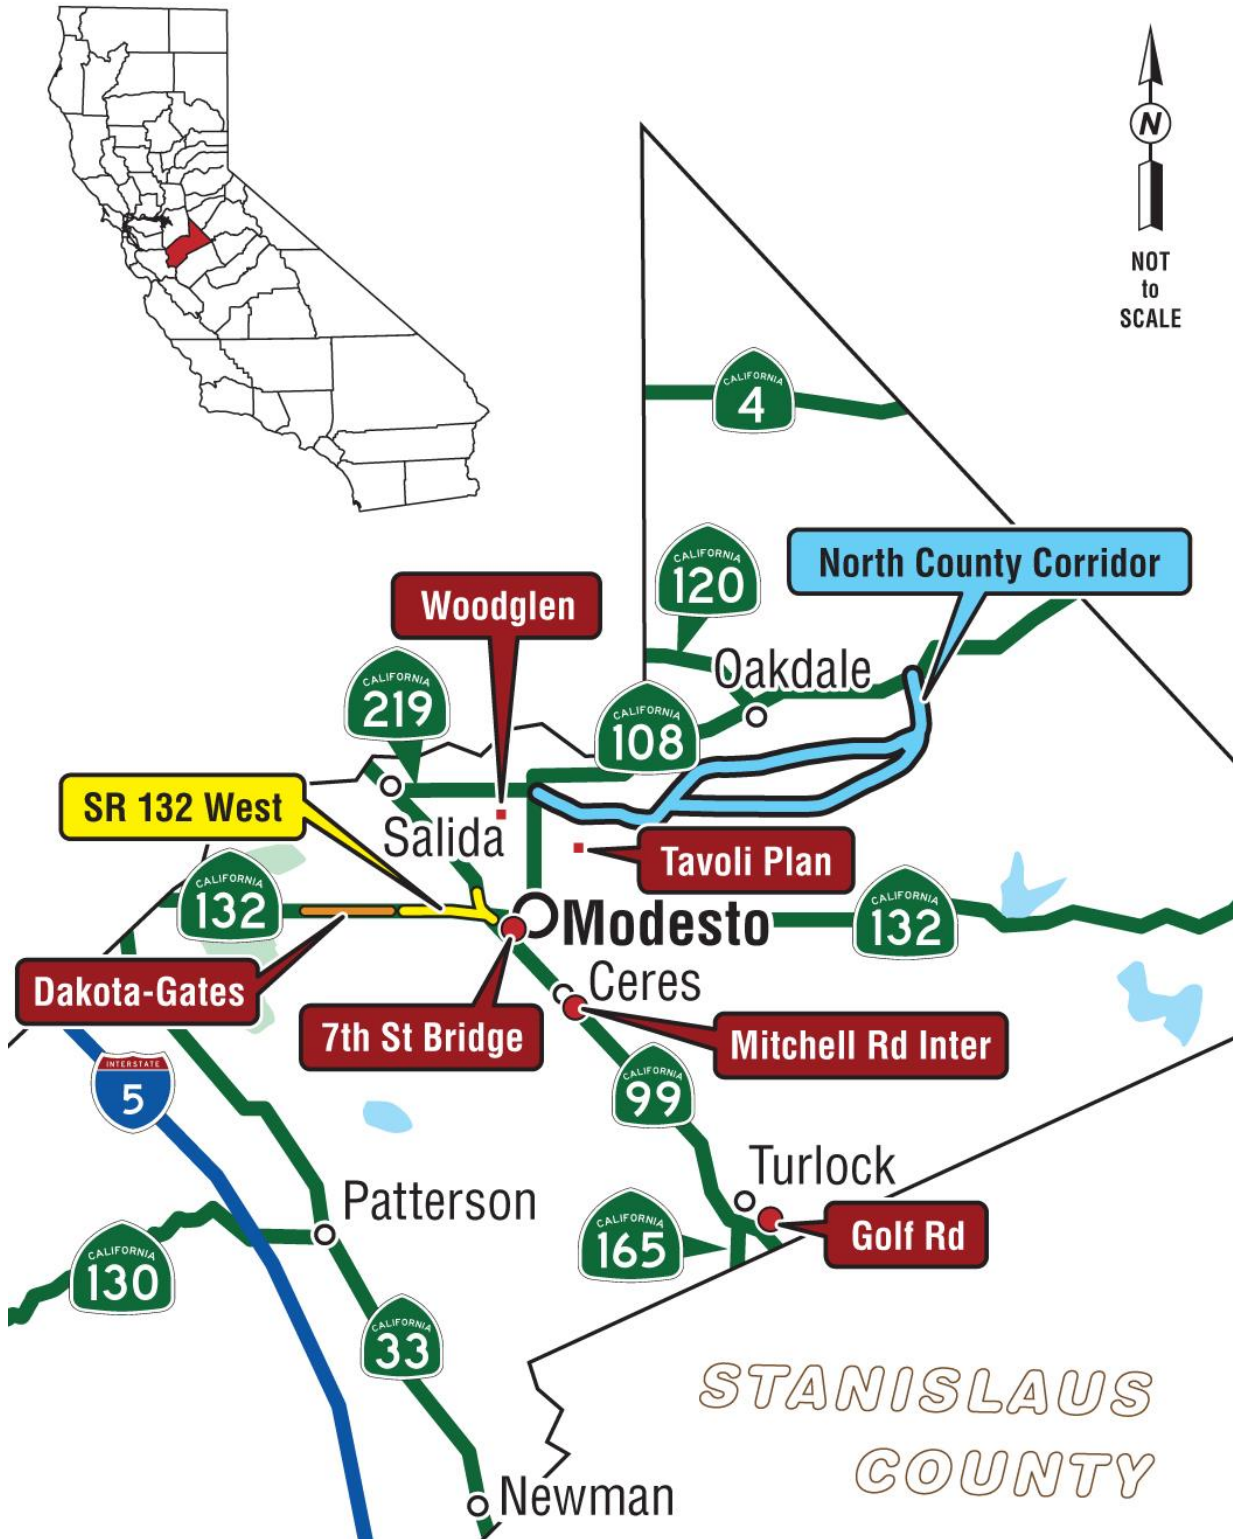 N
NOT
to
SCALE
CALIFORNIA
4
North County Corridor
CALIFORNIA
120
Woodglen
Oakdale
CALIFORNIA
219
CALIFORNIA
108
SR 132 West
Salida
Tavoli Plan
CALIFORNIA
132
Modesto
CALIFORNIA
132
Dakota-Gates
Ceres
7th St Bridge
Mitchell Rd Inter
INTERSTATE
5
CALIFORNIA
99
Turlock
Patterson
Golf Rd
CALIFORNIA
165
CALIFORNIA
130
CALIFORNIA
33
STANISLAUS
COUNTY
Newman